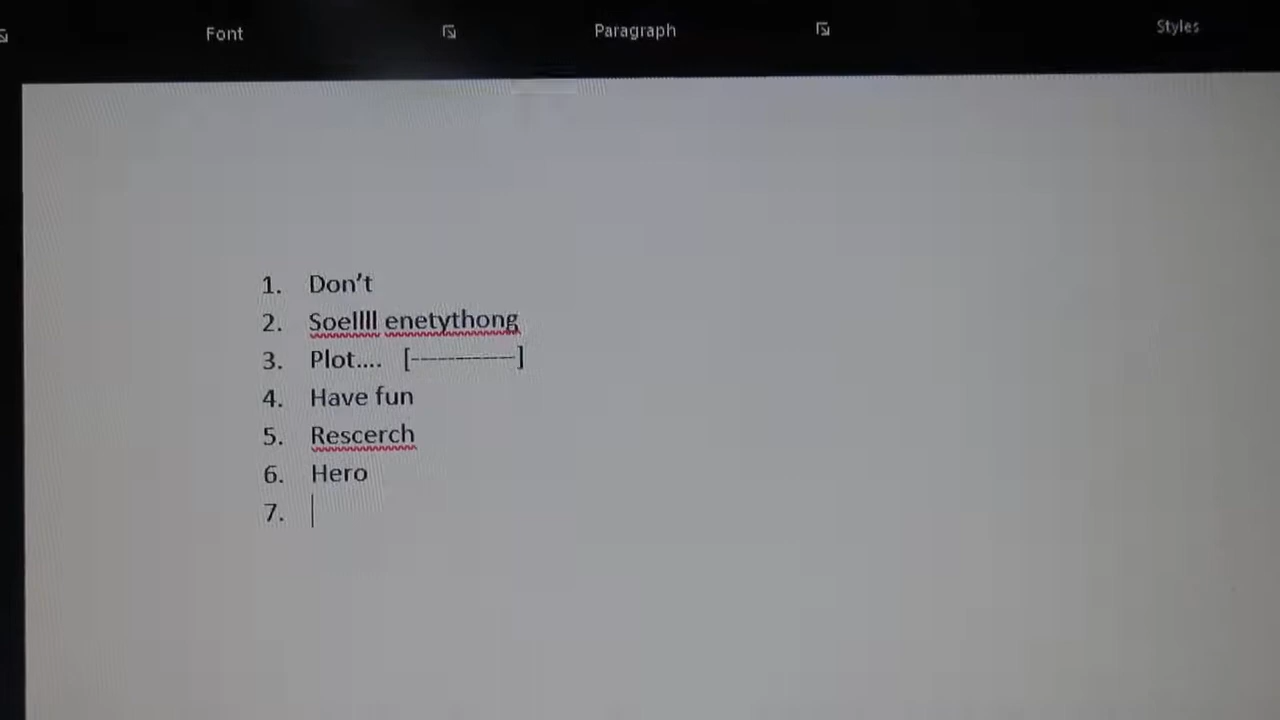 Font Paragraph Styles
1. Don't
2. Soellll enetythong
3. Plot.... [--------------]
4. Have fun
5. Rescerch
6. Hero
7.